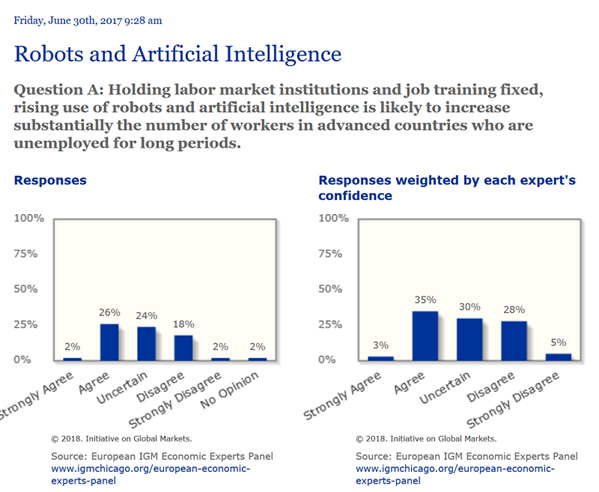 Friday, June 30th, 2017 9:28 am
Robots and Artificial Intelligence
Question A: Holding labor market institutions and job training fixed,
rising use of robots and artificial intelligence is likely to increase
substantially the number of workers in advanced countries who are
unemployed for long periods.
Responses
100%
75%
50%
25%
0%
2%
26%
24%
18%
2%
2%
Strongly Agree
Agree
Uncertain
Disagree
Strongly Disagree
No Opinion
© 2018. Initiative on Global Markets.
Source: European IGM Economic Experts Panel
www.igmchicago.org/european-economic-
experts-panel
Responses weighted by each expert's
confidence
100%
75%
50%
25%
0%
3%
35%
30%
28%
5%
Strongly Agree
Agree
Uncertain
Disagree
Strongly Disagree
© 2018. Initiative on Global Markets.
Source: European IGM Economic Experts Panel
www.igmchicago.org/european-economic-
experts-panel